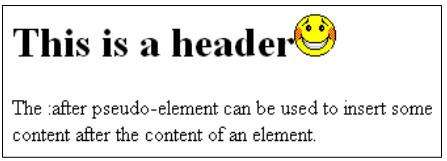 This is a header
The :after pseudo-element can be used to insert some
content after the content of an element.